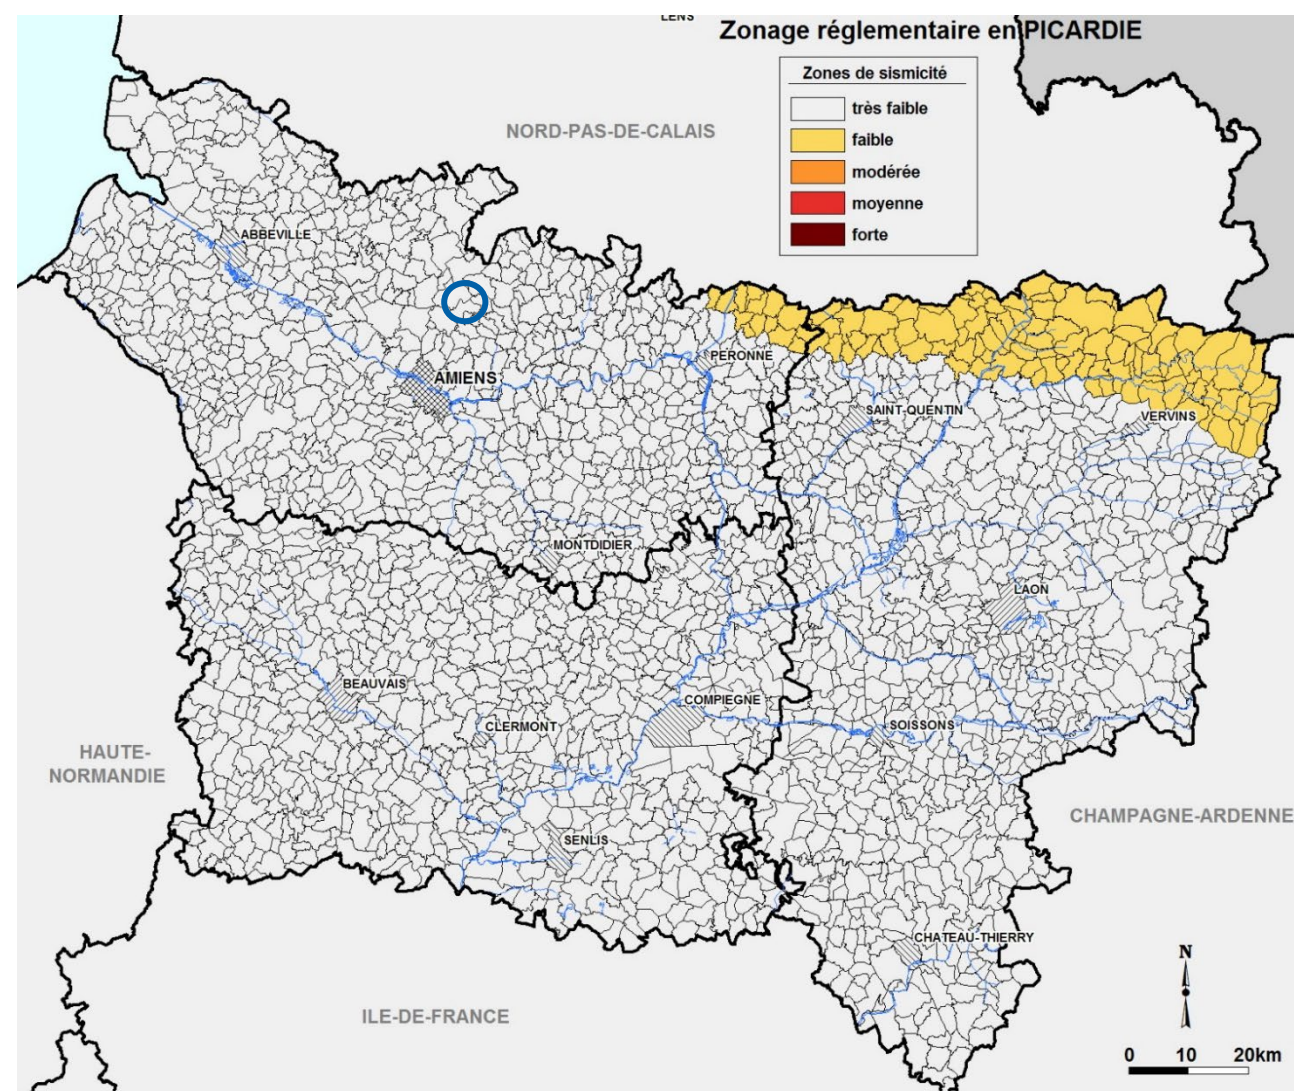 LENS
Zonage réglementaire en PICARDIE
Zones de sismicité
très faible
faible
modérée
moyenne
forte
NORD-PAS-DE-CALAIS
ABBEVILLE
AMIENS
PERONNE
SAINT-QUENTIN
VERVINS
MONTDIDIER
LAON
BEAUVAIS
COMPIEGNE
CLERMONT
SOISSONS
HAUTE-
NORMANDIE
CHAMPAGNE-ARDENNE
SENLIS
CHATEAU-THIERRY
N
ILE-DE-FRANCE
0 10 20km